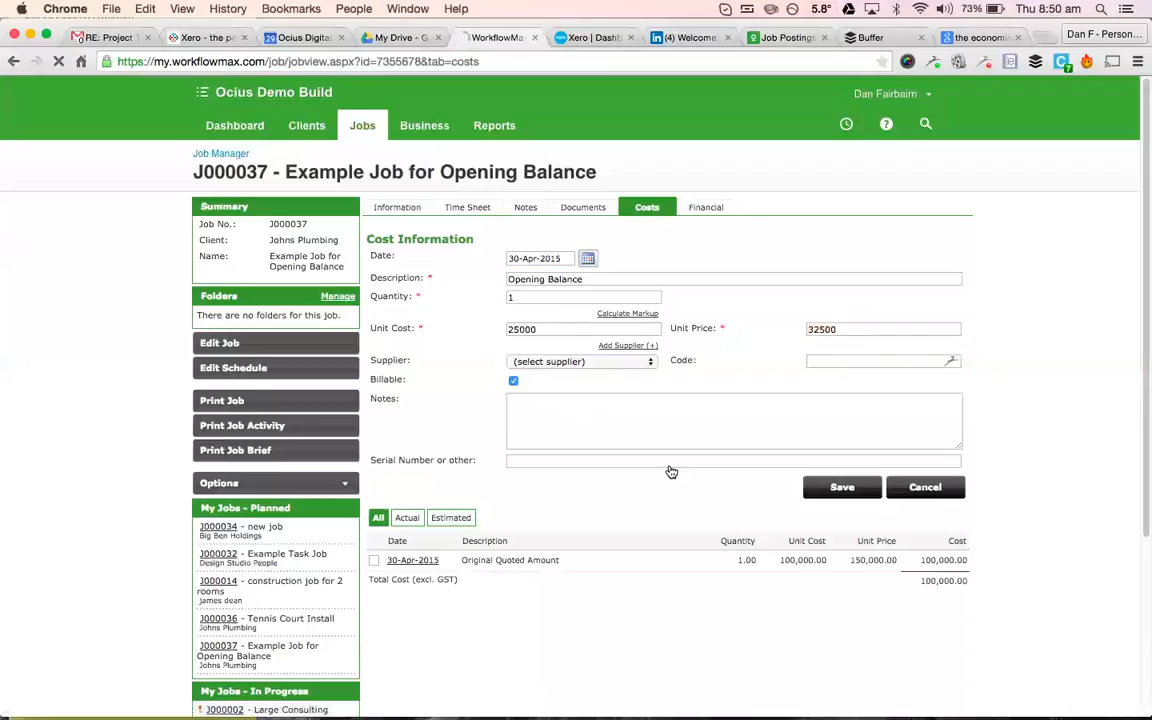 Chrome File Edit View History Bookmarks People Window Help 5.8° 73% Thu 8:50 am
RE: Project T Xero - the po 29 Ocius Digita My Drive - G WorkflowMa Xero | Dashb (4) Welcome Job Postings Buffer the economi Dan F - Person...
https://my.workflowmax.com/job/jobview.aspx?id=7355678&tab=costs 7
Ocius Demo Build Dan Fairbairn
Dashboard Clients Jobs Business Reports
Job Manager
J000037 - Example Job for Opening Balance
Summary
Job No.: J000037
Client: Johns Plumbing
Name: Example Job for
Opening Balance
Folders Manage
There are no folders for this job.
Edit Job
Edit Schedule
Print Job
Print Job Activity
Print Job Brief
Options
My Jobs - Planned
J000034 - new job
Big Ben Holdings
J000032 - Example Task Job
Design Studio People
J000014 - construction job for 2
rooms
james dean
J000036 - Tennis Court Install
Johns Plumbing
J000037 - Example Job for
Opening Balance
Johns Plumbing
My Jobs - In Progress
J000002 - Large Consulting
Information Time Sheet Notes Documents Costs Financial
Cost Information
Date: 30-Apr-2015
Description: * Opening Balance
Quantity: * 1
Calculate Markup
Unit Cost: * 25000 Unit Price: * 32500
Add Supplier (+)
Supplier: (select supplier) Code:
Billable:
Notes:
Serial Number or other:
Save Cancel
All Actual Estimated
Date Description Quantity Unit Cost Unit Price Cost
30-Apr-2015 Original Quoted Amount 1.00 100,000.00 150,000.00 100,000.00
Total Cost (excl. GST) 100,000.00